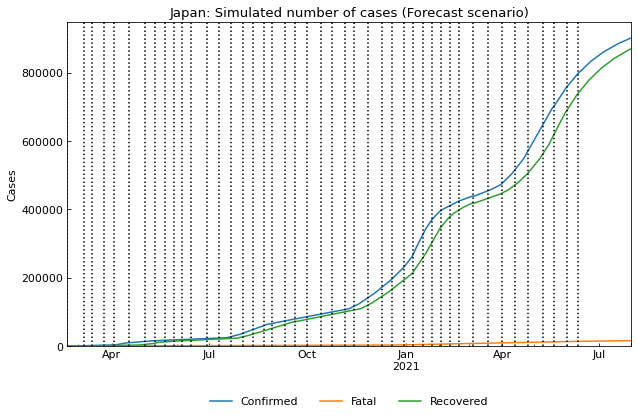 Japan: Simulated number of cases (Forecast scenario)
800000
600000
400000
200000
0
Cases
Apr Jul Oct Jan Apr Jul
2021
Confirmed Fatal Recovered